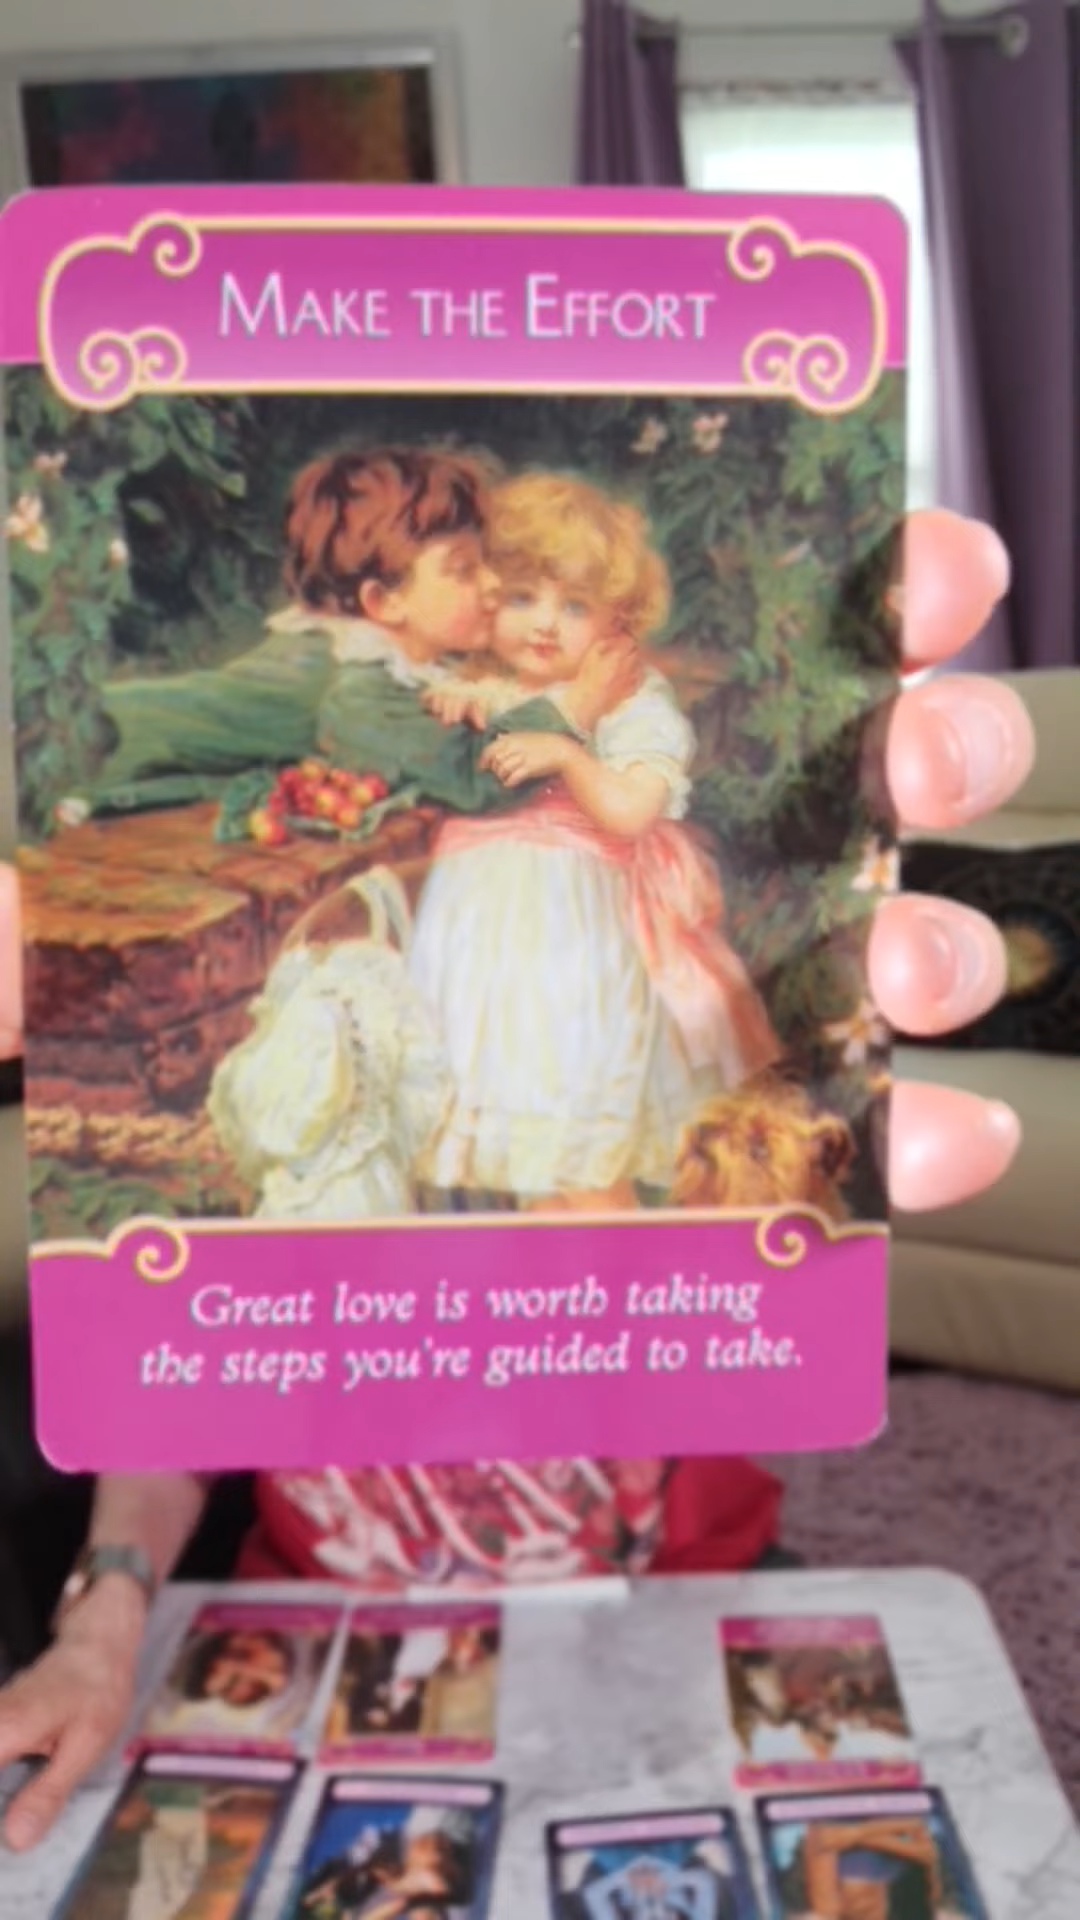 MAKE THE EFFORT
Great love is worth taking
the steps you're guided to take.